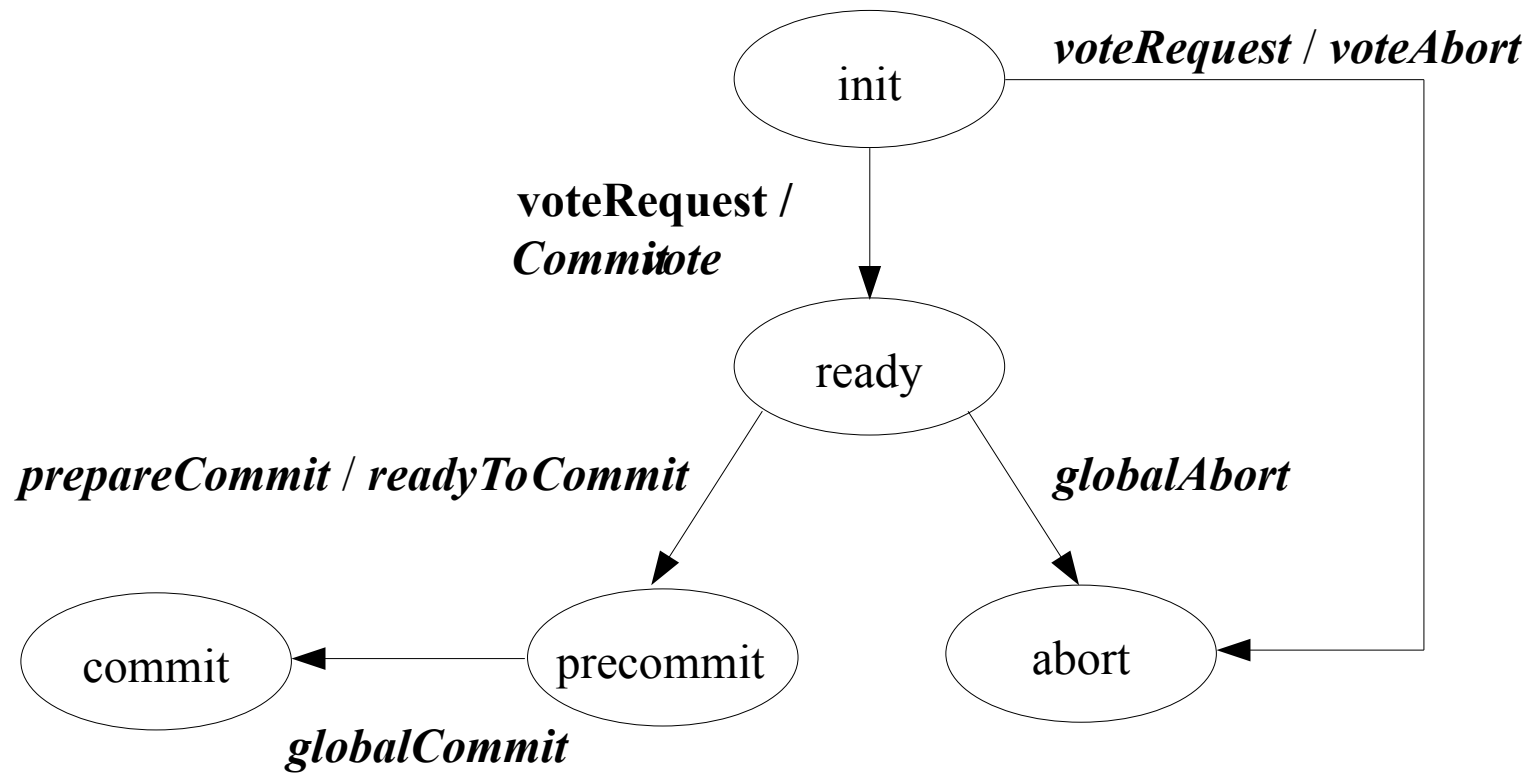 init
voteRequest / voteAbort
voteRequest /
Commitvote
ready
prepareCommit / readyToCommit
globalAbort
commit
precommit
abort
globalCommit